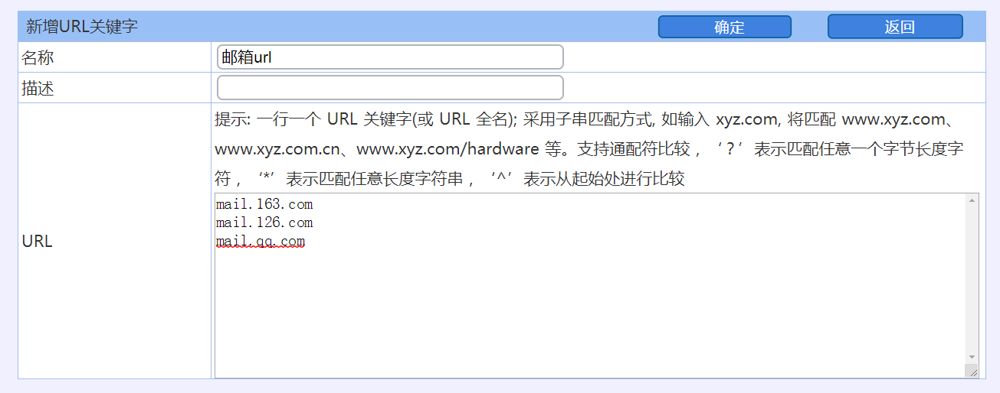 新增URL关键字 确定 返回
名称 邮箱url
描述
提示: 一行一个 URL 关键字(或 URL 全名); 采用子串匹配方式, 如输入 xyz.com, 将匹配 www.xyz.com、
www.xyz.com.cn、www.xyz.com/hardware 等。支持通配符比较，‘？’表示匹配任意一个字节长度字
符，‘*’表示匹配任意长度字符串，‘^’表示从起始处进行比较
URL
mail.163.com
mail.126.com
mail.qq.com